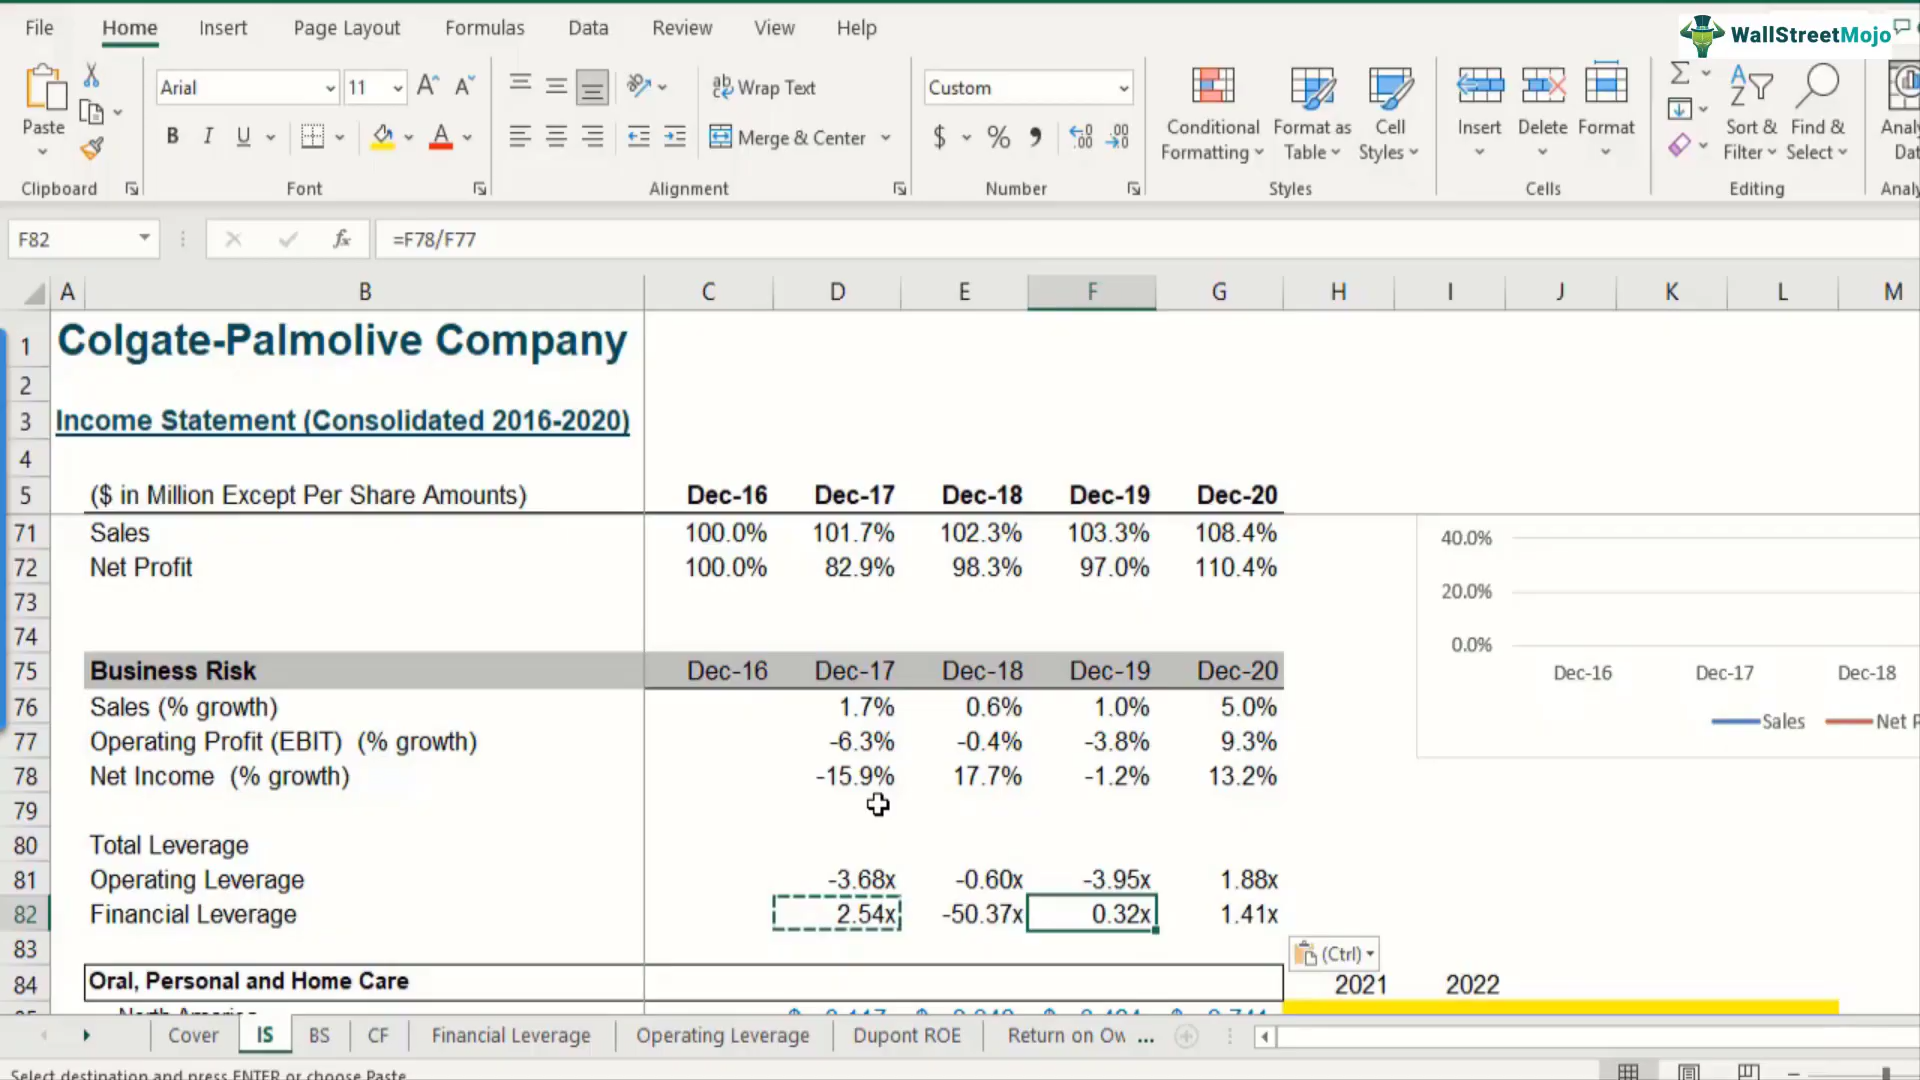 File Home Insert Page Layout Formulas Data Review View Help
WallStreetMojo
Arial 11 Wrap Text Custom
Paste Merge & Center Conditional Formatting Format as Table Cell Styles Insert Delete Format Sort & Filter Find & Select
Clipboard Font Alignment Number Styles Cells Editing
F82 fx =F78/F77
A B C D E F G H I J K L M
1 Colgate-Palmolive Company
2
3 Income Statement (Consolidated 2016-2020)
4
5 ($ in Million Except Per Share Amounts) Dec-16 Dec-17 Dec-18 Dec-19 Dec-20
71 Sales 100.0% 101.7% 102.3% 103.3% 108.4% 40.0%
72 Net Profit 100.0% 82.9% 98.3% 97.0% 110.4%
73 20.0%
74 0.0%
75 Business Risk Dec-16 Dec-17 Dec-18 Dec-19 Dec-20 Dec-16 Dec-17 Dec-18
76 Sales (% growth) 1.7% 0.6% 1.0% 5.0% Sales Net P
77 Operating Profit (EBIT) (% growth) -6.3% -0.4% -3.8% 9.3%
78 Net Income (% growth) -15.9% 17.7% -1.2% 13.2%
79
80 Total Leverage
81 Operating Leverage -3.68x -0.60x -3.95x 1.88x
82 Financial Leverage 2.54x -50.37x 0.32x 1.41x
83 (Ctrl)
84 Oral, Personal and Home Care 2021 2022
Cover IS BS CF Financial Leverage Operating Leverage Dupont ROE Return on Ow ...
Select destination and press ENTER or choose Paste